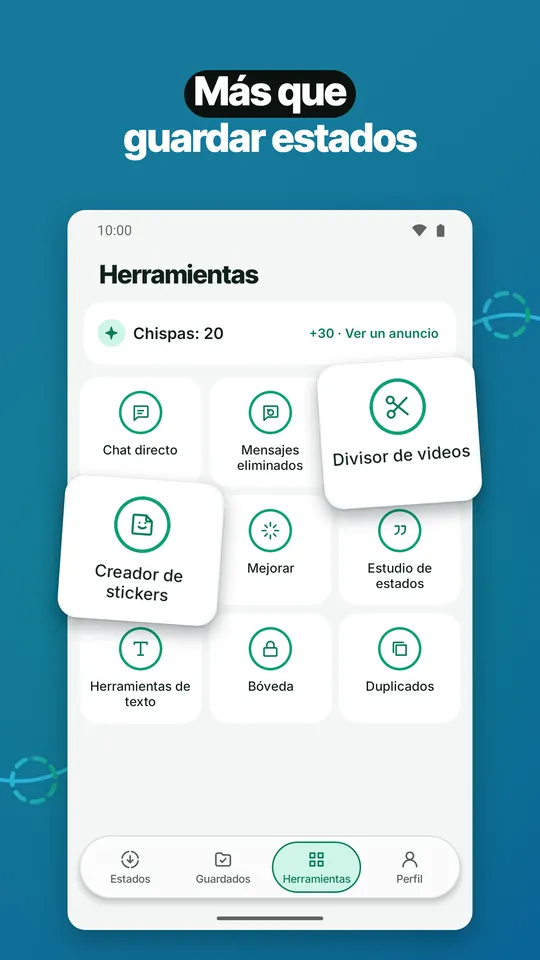 Más que
guardar estados
10:00
Herramientas
Chispas: 20
+30 · Ver un anuncio
Chat directo
Mensajes
eliminados
Divisor de videos
Creador de
stickers
Mejorar
Estudio de
estados
Herramientas de
texto
Bóveda
Duplicados
Estados
Guardados
Herramientas
Perfil